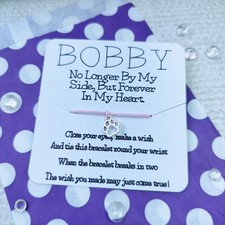 BOBBY
No Longer By My
Side, But Forever
In My Heart.
Close your eyes, make a wish
And tie this bracelet round your wrist
When the bracelet breaks in two
The wish you made may just come true!